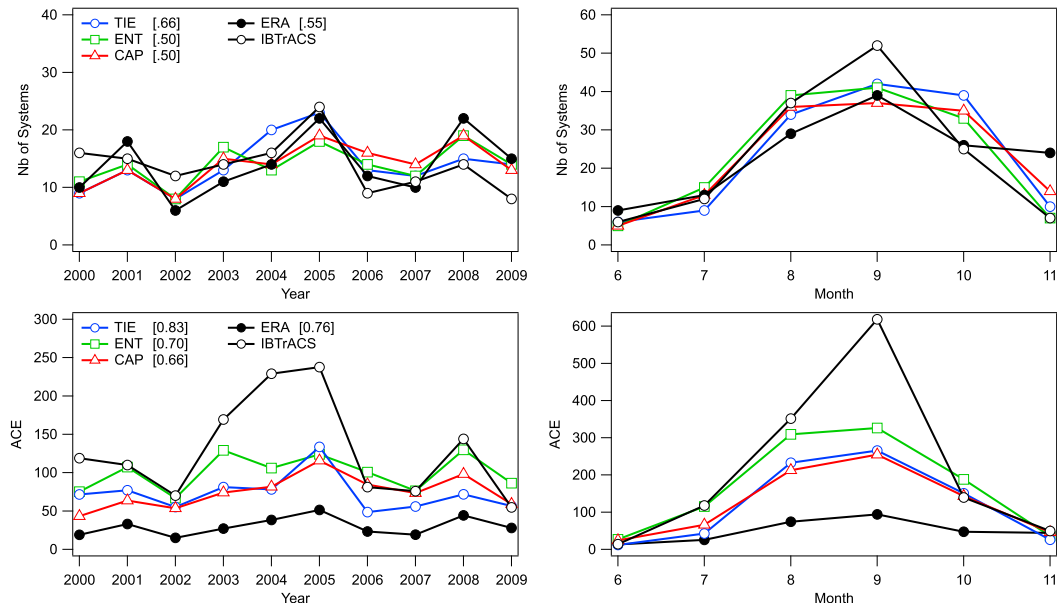 40
30
20
10
0
Nb of Systems
TIE [.66]
ENT [.50]
CAP [.50]
ERA [.55]
IBTrACS
2000 2001 2002 2003 2004 2005 2006 2007 2008 2009
Year
60
50
40
30
20
10
0
Nb of Systems
6 7 8 9 10 11
Month
300
250
200
150
100
50
0
ACE
TIE [0.83]
ENT [0.70]
CAP [0.66]
ERA [0.76]
IBTrACS
2000 2001 2002 2003 2004 2005 2006 2007 2008 2009
Year
600
500
400
300
200
100
0
ACE
6 7 8 9 10 11
Month